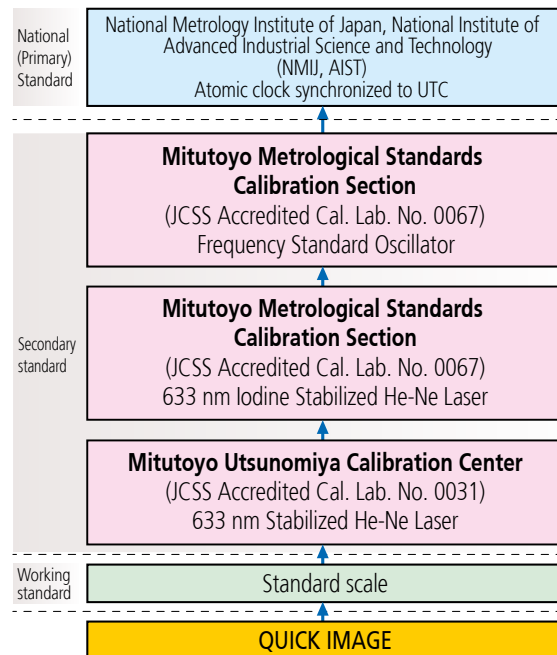 National
(Primary)
Standard
National Metrology Institute of Japan, National Institute of
Advanced Industrial Science and Technology
(NMIJ, AIST)
Atomic clock synchronized to UTC
Secondary
standard
Mitutoyo Metrological Standards
Calibration Section
(JCSS Accredited Cal. Lab. No. 0067)
Frequency Standard Oscillator
Mitutoyo Metrological Standards
Calibration Section
(JCSS Accredited Cal. Lab. No. 0067)
633 nm Iodine Stabilized He-Ne Laser
Mitutoyo Utsunomiya Calibration Center
(JCSS Accredited Cal. Lab. No. 0031)
633 nm Stabilized He-Ne Laser
Working
standard
Standard scale
QUICK IMAGE